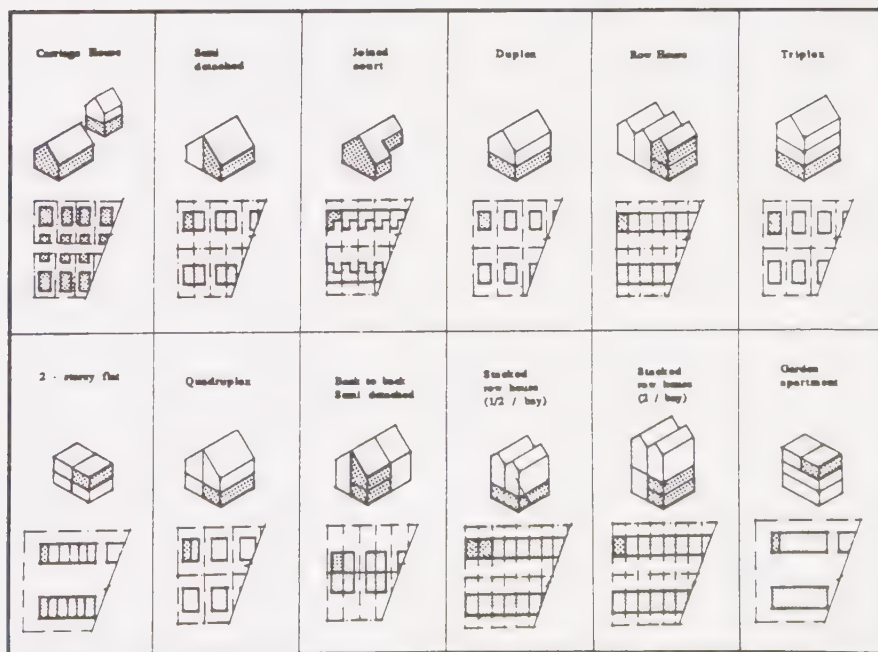 Carriage House
Semi
detached
Joined
court
Duplex
Row House
Triplex
2 - storey flat
Quadruplex
Back to back
Semi detached
Stacked
row house
(1/2 / bay)
Stacked
row house
(2 / bay)
Garden
apartment